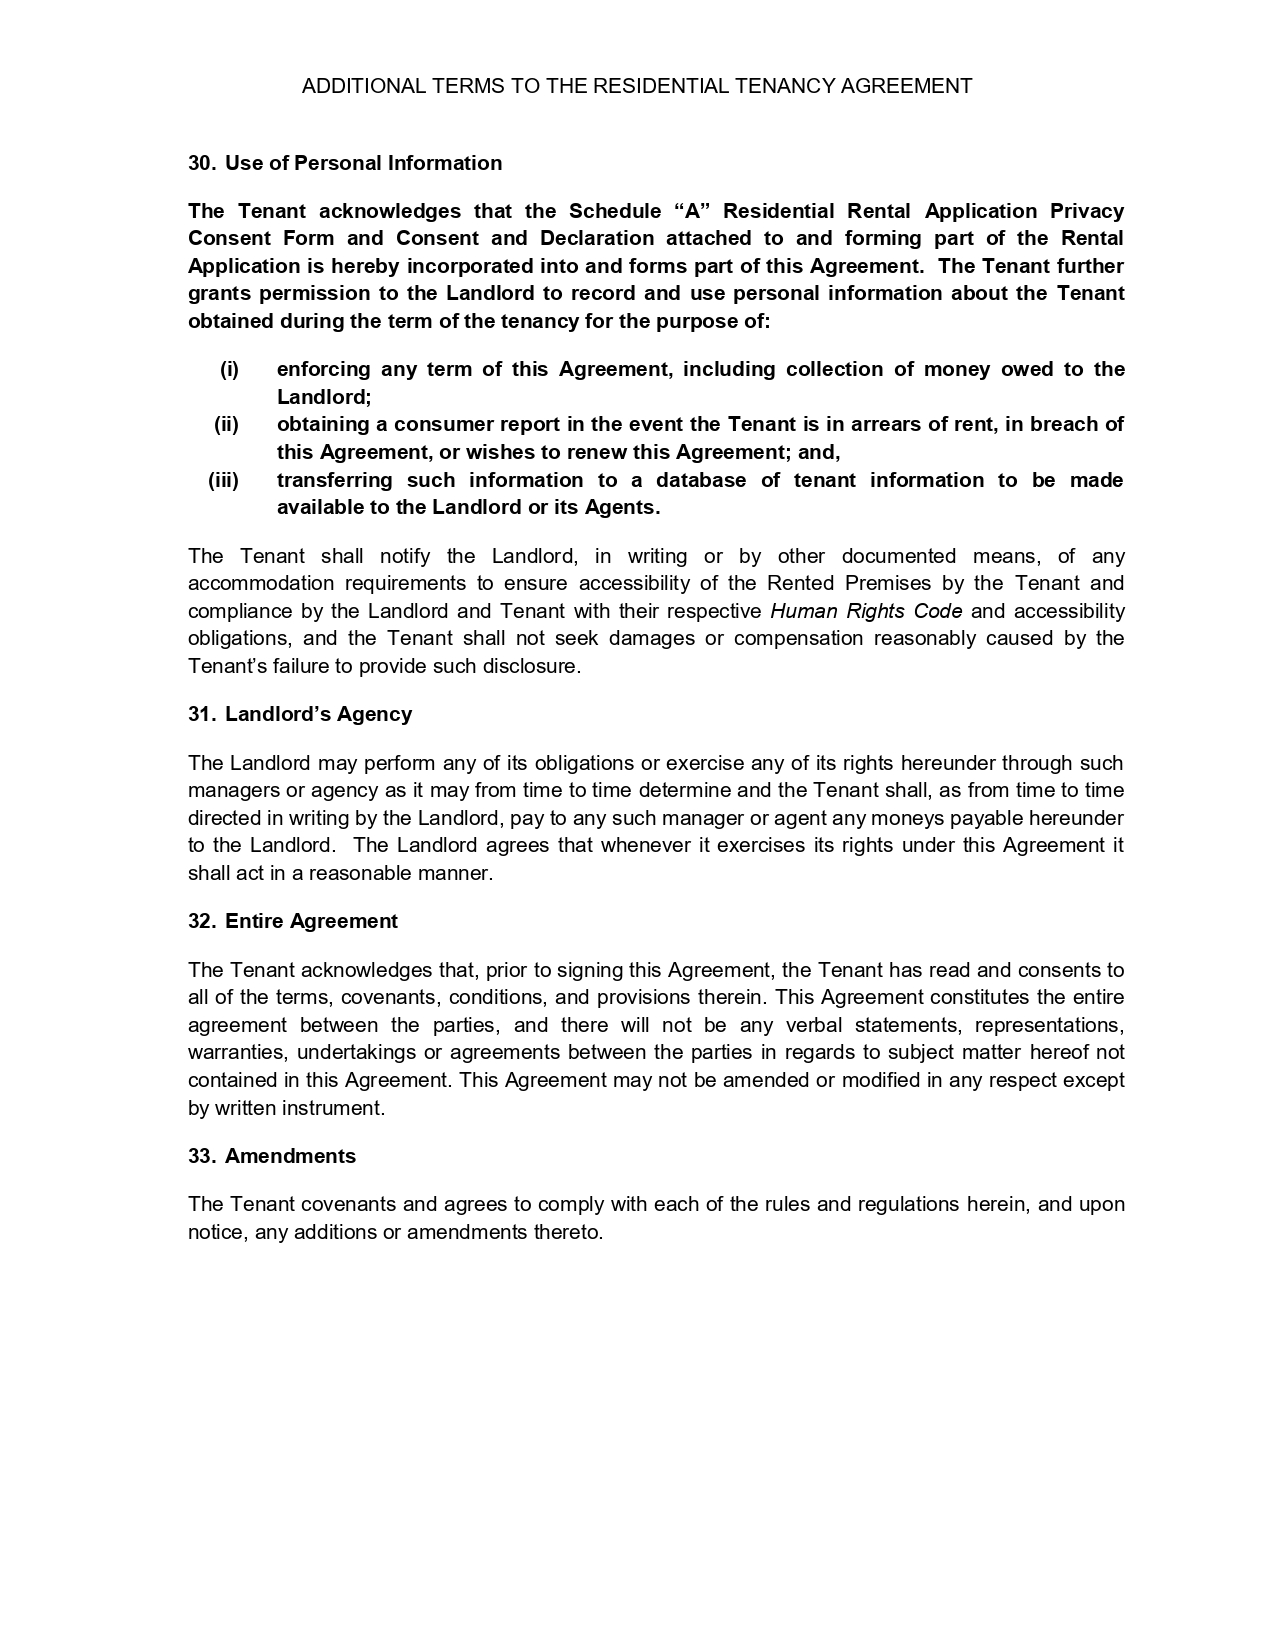 ADDITIONAL TERMS TO THE RESIDENTIAL TENANCY AGREEMENT
30. Use of Personal Information
The Tenant acknowledges that the Schedule “A” Residential Rental Application Privacy
Consent Form and Consent and Declaration attached to and forming part of the Rental
Application is hereby incorporated into and forms part of this Agreement.  The Tenant further
grants permission to the Landlord to record and use personal information about the Tenant
obtained during the term of the tenancy for the purpose of:
(i) enforcing any term of this Agreement, including collection of money owed to the
Landlord;
(ii) obtaining a consumer report in the event the Tenant is in arrears of rent, in breach of
this Agreement, or wishes to renew this Agreement; and,
(iii) transferring such information to a database of tenant information to be made
available to the Landlord or its Agents.
The Tenant shall notify the Landlord, in writing or by other documented means, of any
accommodation requirements to ensure accessibility of the Rented Premises by the Tenant and
compliance by the Landlord and Tenant with their respective Human Rights Code and accessibility
obligations, and the Tenant shall not seek damages or compensation reasonably caused by the
Tenant’s failure to provide such disclosure.
31. Landlord’s Agency
The Landlord may perform any of its obligations or exercise any of its rights hereunder through such
managers or agency as it may from time to time determine and the Tenant shall, as from time to time
directed in writing by the Landlord, pay to any such manager or agent any moneys payable hereunder
to the Landlord.  The Landlord agrees that whenever it exercises its rights under this Agreement it
shall act in a reasonable manner.
32. Entire Agreement
The Tenant acknowledges that, prior to signing this Agreement, the Tenant has read and consents to
all of the terms, covenants, conditions, and provisions therein. This Agreement constitutes the entire
agreement between the parties, and there will not be any verbal statements, representations,
warranties, undertakings or agreements between the parties in regards to subject matter hereof not
contained in this Agreement. This Agreement may not be amended or modified in any respect except
by written instrument.
33. Amendments
The Tenant covenants and agrees to comply with each of the rules and regulations herein, and upon
notice, any additions or amendments thereto.